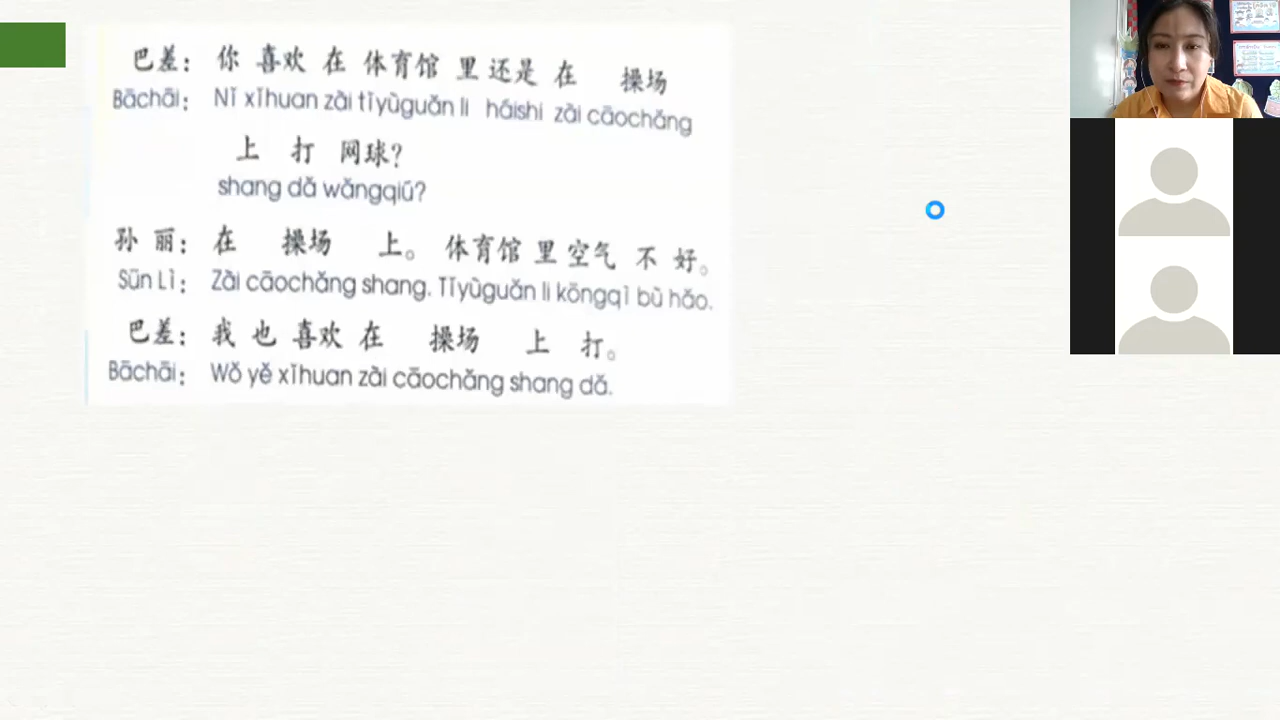 巴差： 你 喜欢 在 体育馆 里 还是 在 操场
Bāchāi： Nǐ xǐhuan zài tǐyùguǎn li háishi zài cāochǎng
上 打 网球？
shang dǎ wǎngqiú?
孙 丽： 在 操场 上。 体育馆 里 空气 不 好。
Sūn Lì： Zài cāochǎng shang. Tǐyùguǎn li kōngqì bù hǎo.
巴差： 我 也 喜欢 在 操场 上 打。
Bāchāi： Wǒ yě xǐhuan zài cāochǎng shang dǎ.